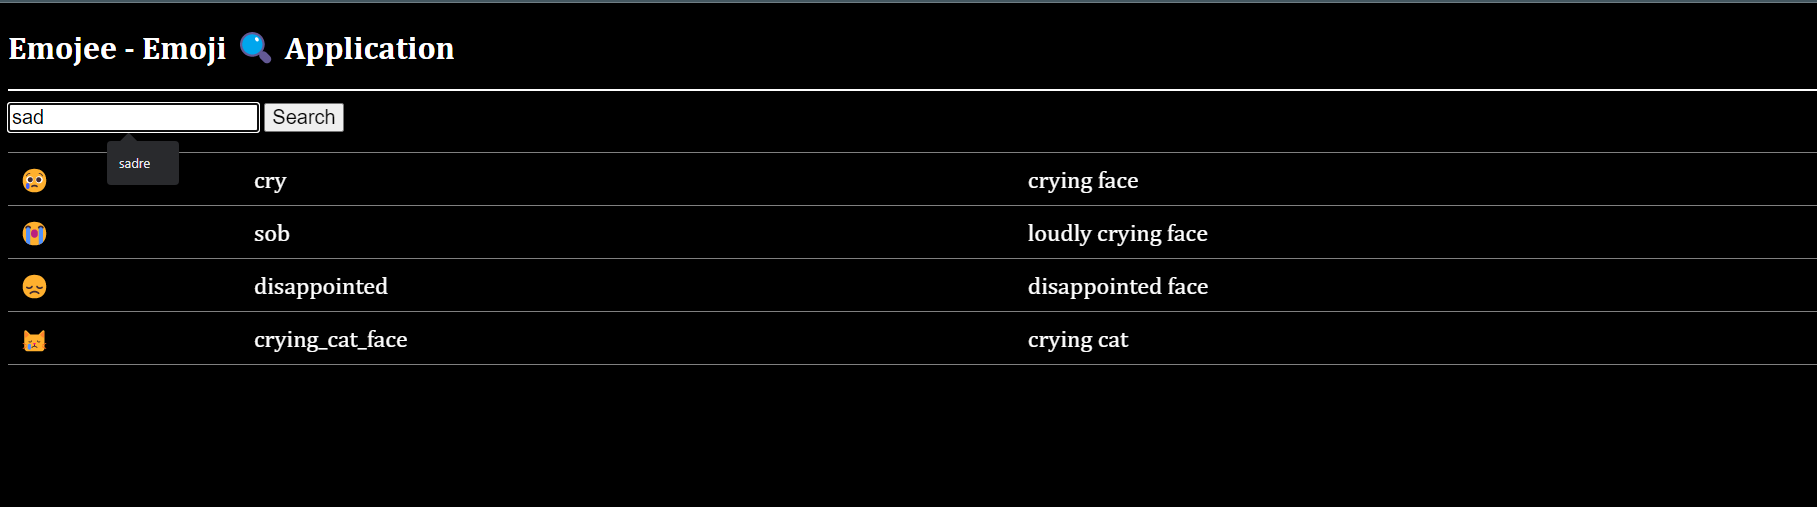 Emojee - Emoji 🔍 Application
sad Search
sadre
😢 cry crying face
😭 sob loudly crying face
😞 disappointed disappointed face
😿 crying_cat_face crying cat